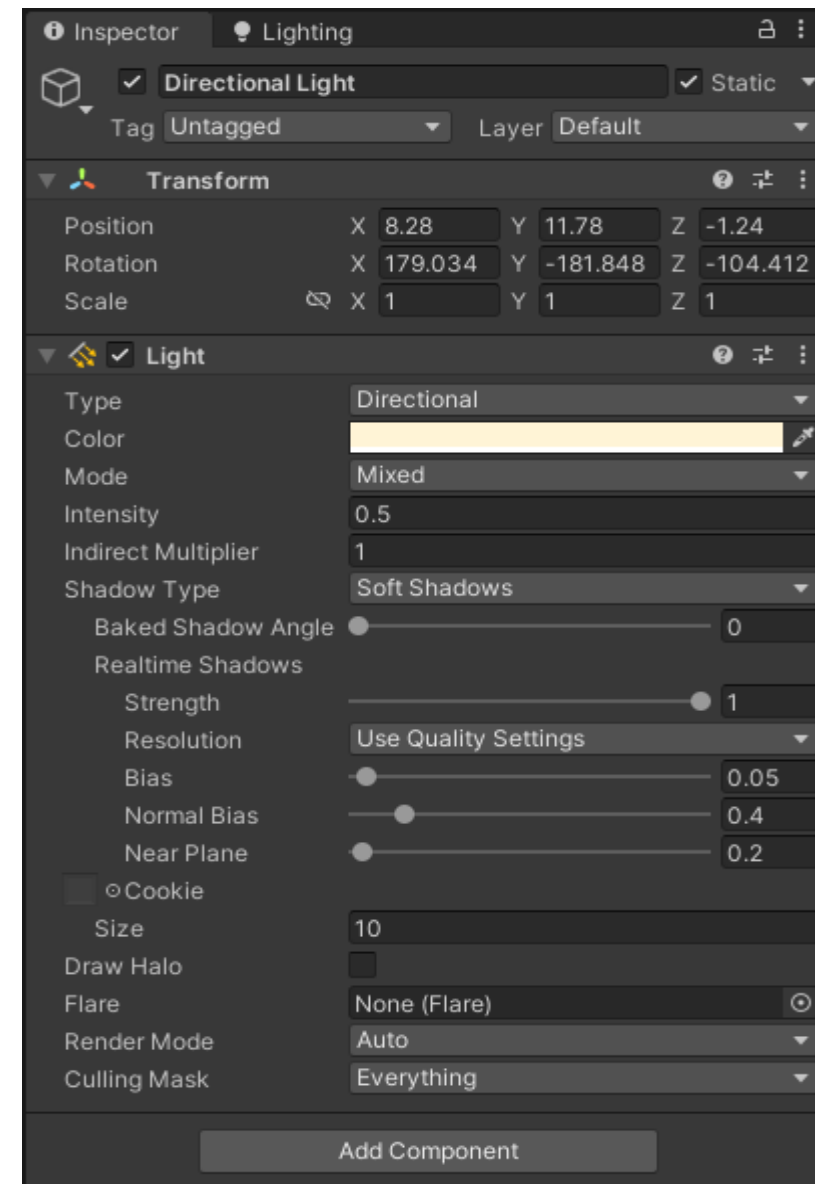 Inspector Lighting
Directional Light Static
Tag Untagged Layer Default
Transform
Position X 8.28 Y 11.78 Z -1.24
Rotation X 179.034 Y -181.848 Z -104.412
Scale X 1 Y 1 Z 1
Light
Type Directional
Color
Mode Mixed
Intensity 0.5
Indirect Multiplier 1
Shadow Type Soft Shadows
Baked Shadow Angle 0
Realtime Shadows
Strength 1
Resolution Use Quality Settings
Bias 0.05
Normal Bias 0.4
Near Plane 0.2
Cookie
Size 10
Draw Halo
Flare None (Flare)
Render Mode Auto
Culling Mask Everything
Add Component